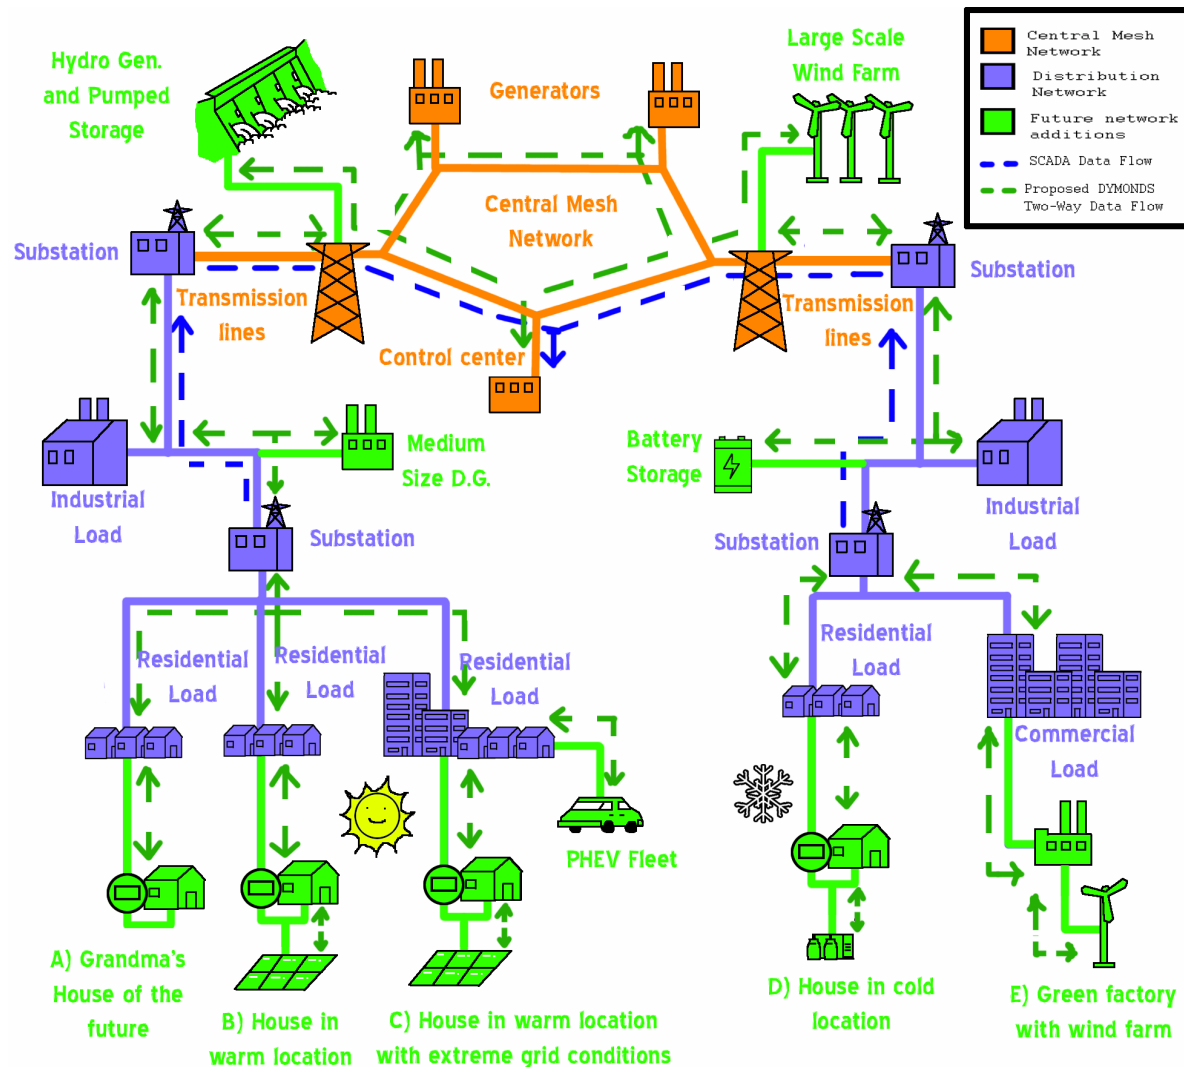 Hydro Gen.
and Pumped
Storage
Generators
Large Scale
Wind Farm
Central Mesh
Network
Distribution
Network
Future network
additions
SCADA Data Flow
Proposed DYMONDS
Two-Way Data Flow
Central Mesh
Network
Substation
Transmission
lines
Control center
Transmission
lines
Substation
Industrial
Load
Medium
Size D.G.
Battery
Storage
Industrial
Load
Substation
Substation
Residential
Load
Residential
Load
Residential
Load
Residential
Load
Commercial
Load
PHEV Fleet
A) Grandma's
House of the
future
B) House in
warm location
C) House in warm location
with extreme grid conditions
D) House in cold
location
E) Green factory
with wind farm